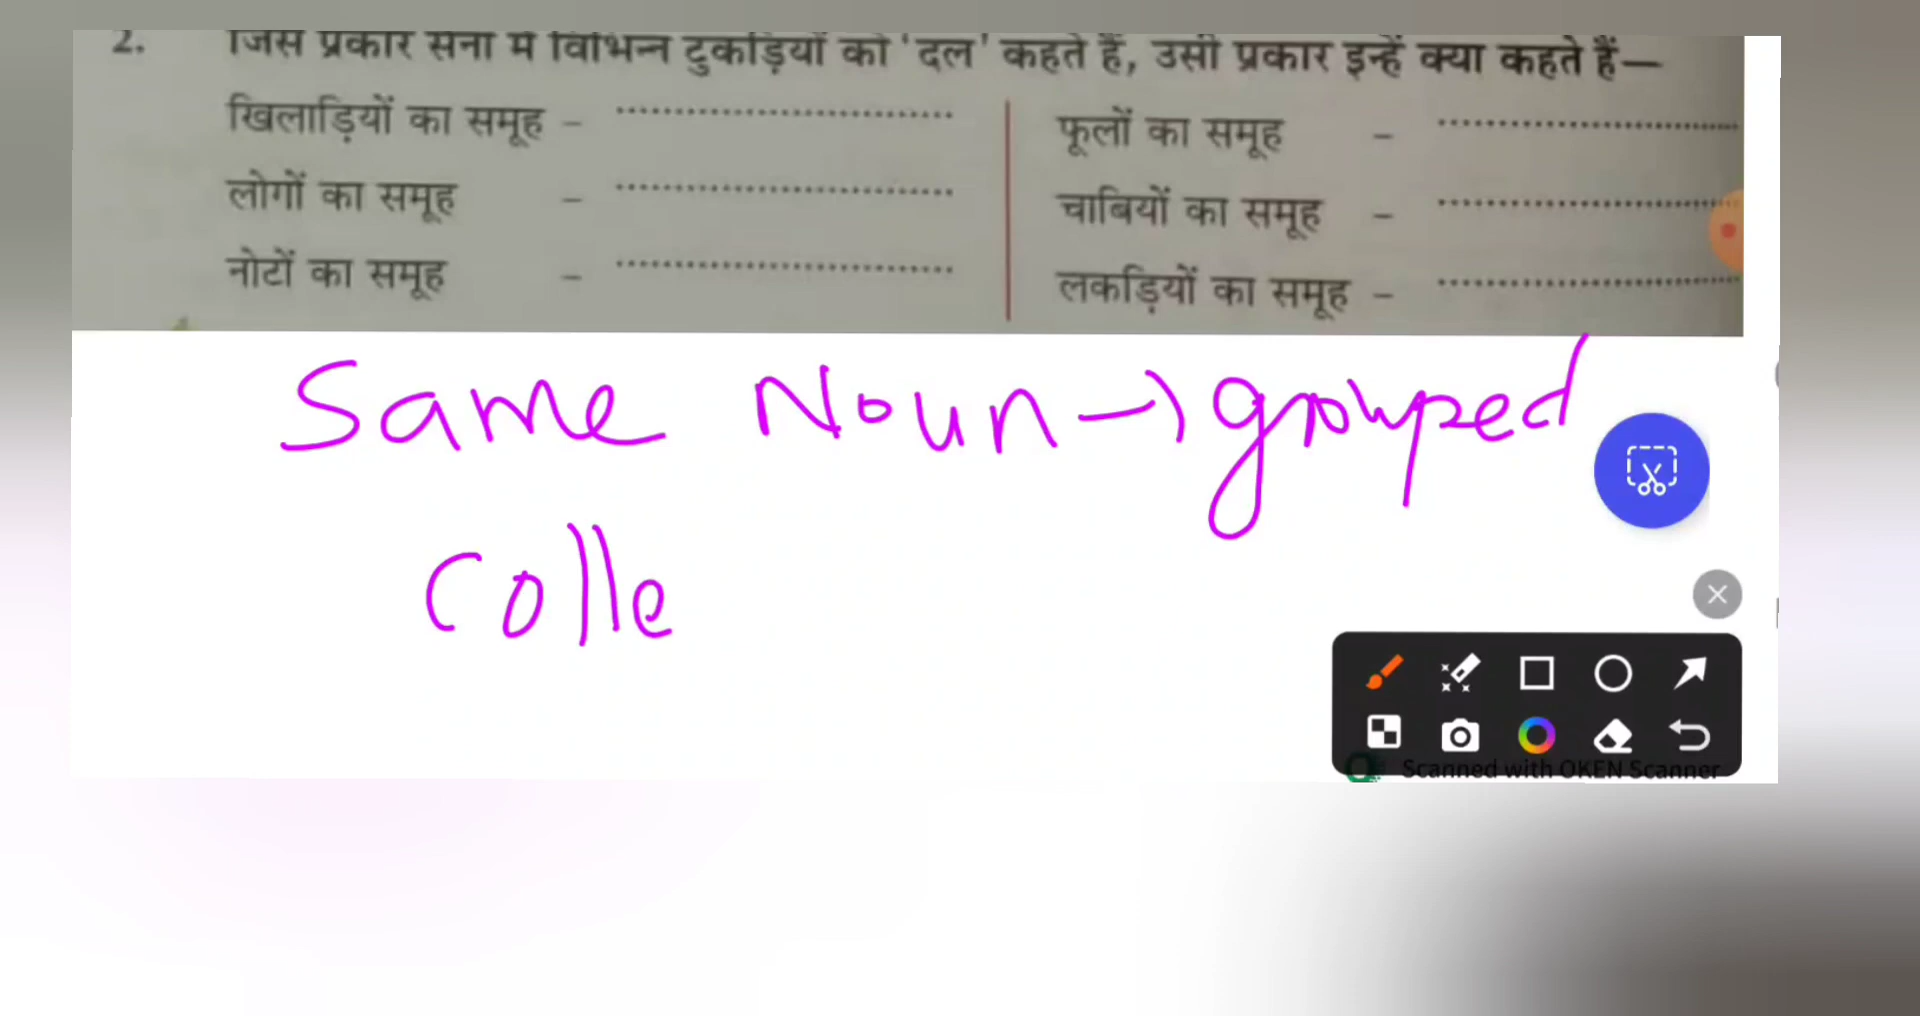 2. जिस प्रकार सेना में विभिन्न टुकड़ियों को 'दल' कहते हैं, उसी प्रकार इन्हें क्या कहते हैं—
खिलाड़ियों का समूह – ....................
लोगों का समूह – ....................
नोटों का समूह – ....................
फूलों का समूह – ....................
चाबियों का समूह – ....................
लकड़ियों का समूह – ....................
Same Noun → grouped
Colle
Scanned with OKEN Scanner